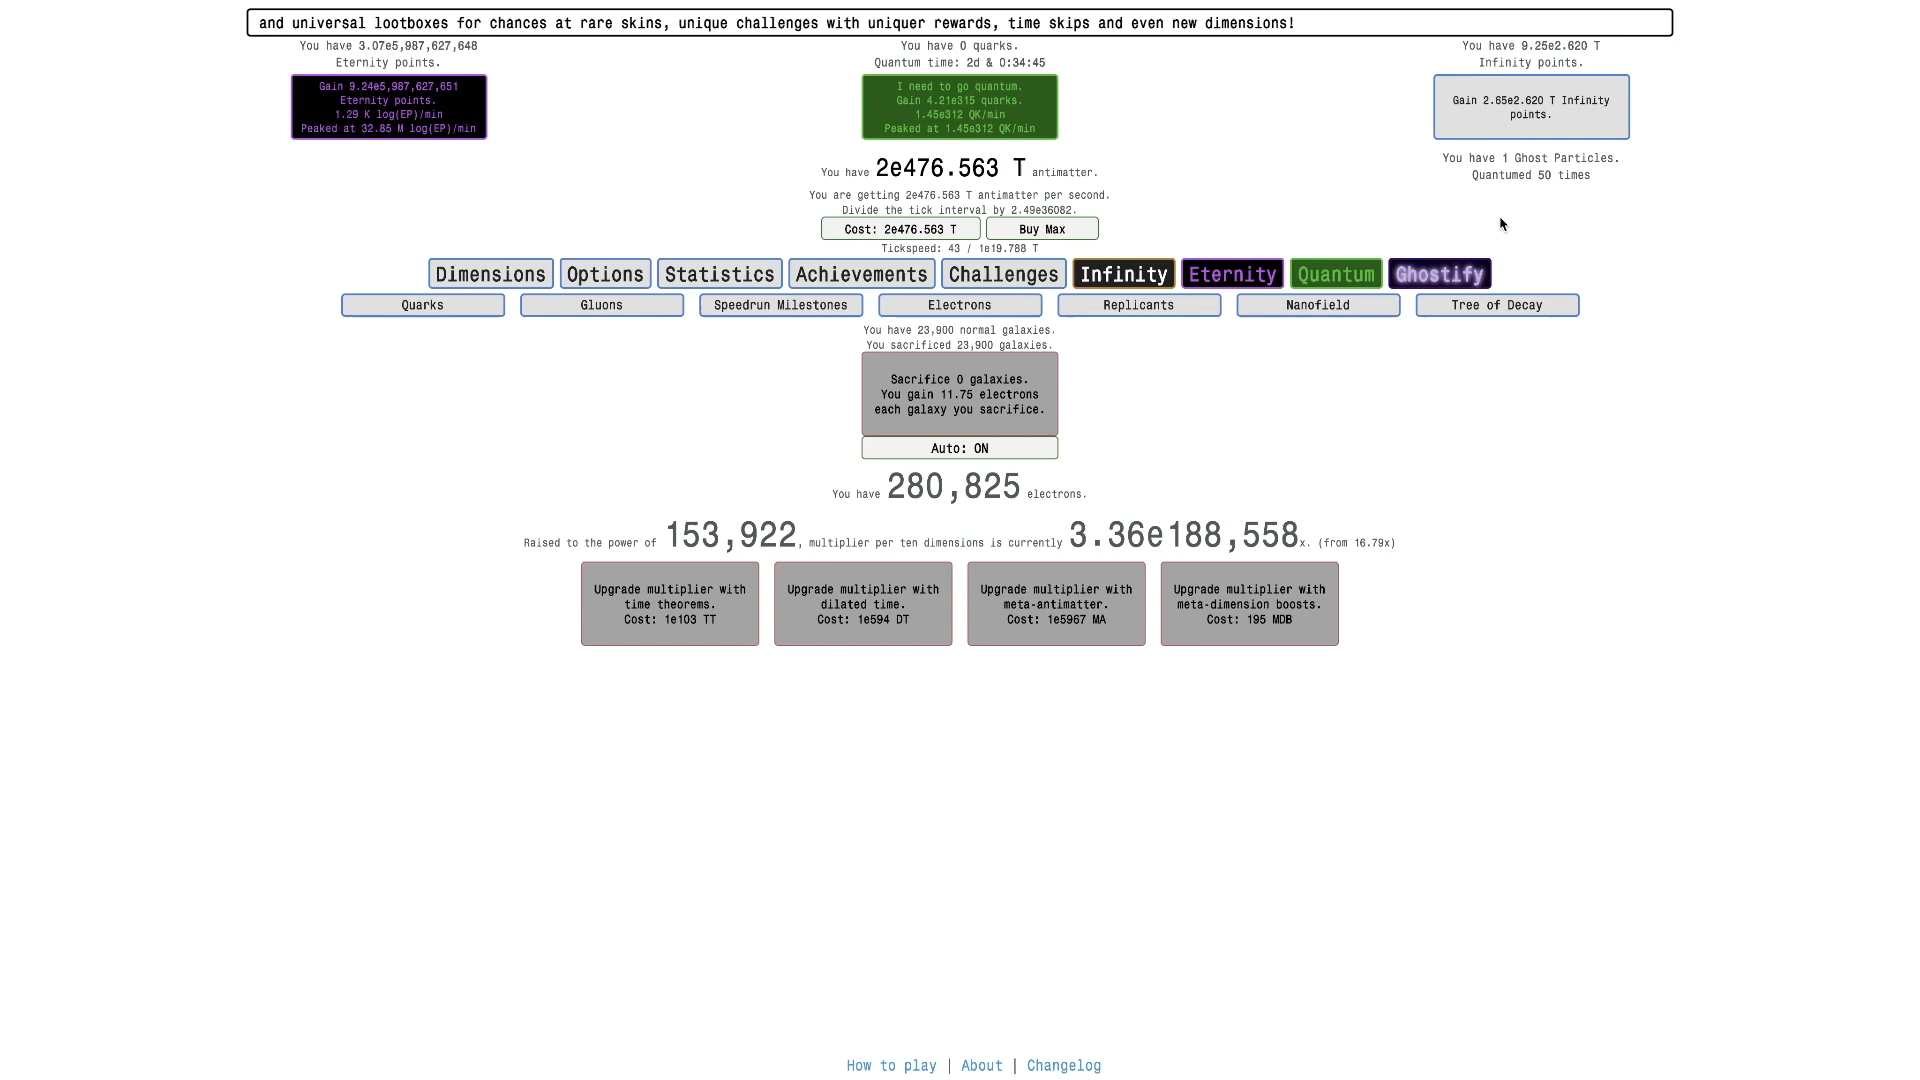 and universal lootboxes for chances at rare skins, unique challenges with uniquer rewards, time skips and even new dimensions!
You have 3.07e5,987,627,648
Eternity points.
Gain 9.24e5,987,627,651
Eternity points.
1.29 K log(EP)/min
Peaked at 32.85 M log(EP)/min
You have 0 quarks.
Quantum time: 2d & 0:34:45
I need to go quantum.
Gain 4.21e315 quarks.
1.45e312 QK/min
Peaked at 1.45e312 QK/min
You have 9.25e2.620 T
Infinity points.
Gain 2.65e2.620 T Infinity
points.
You have 1 Ghost Particles.
Quantumed 50 times
You have 2e476.563 T antimatter.
You are getting 2e476.563 T antimatter per second.
Divide the tick interval by 2.49e36082.
Cost: 2e476.563 T
Buy Max
Tickspeed: 43 / 1e19.788 T
Dimensions
Options
Statistics
Achievements
Challenges
Infinity
Eternity
Quantum
Ghostify
Quarks
Gluons
Speedrun Milestones
Electrons
Replicants
Nanofield
Tree of Decay
You have 23,900 normal galaxies.
You sacrificed 23,900 galaxies.
Sacrifice 0 galaxies.
You gain 11.75 electrons
each galaxy you sacrifice.
Auto: ON
You have 280,825 electrons.
Raised to the power of 153,922, multiplier per ten dimensions is currently 3.36e188,558x. (from 16.79x)
Upgrade multiplier with
time theorems.
Cost: 1e103 TT
Upgrade multiplier with
dilated time.
Cost: 1e594 DT
Upgrade multiplier with
meta-antimatter.
Cost: 1e5967 MA
Upgrade multiplier with
meta-dimension boosts.
Cost: 195 MDB
How to play | About | Changelog